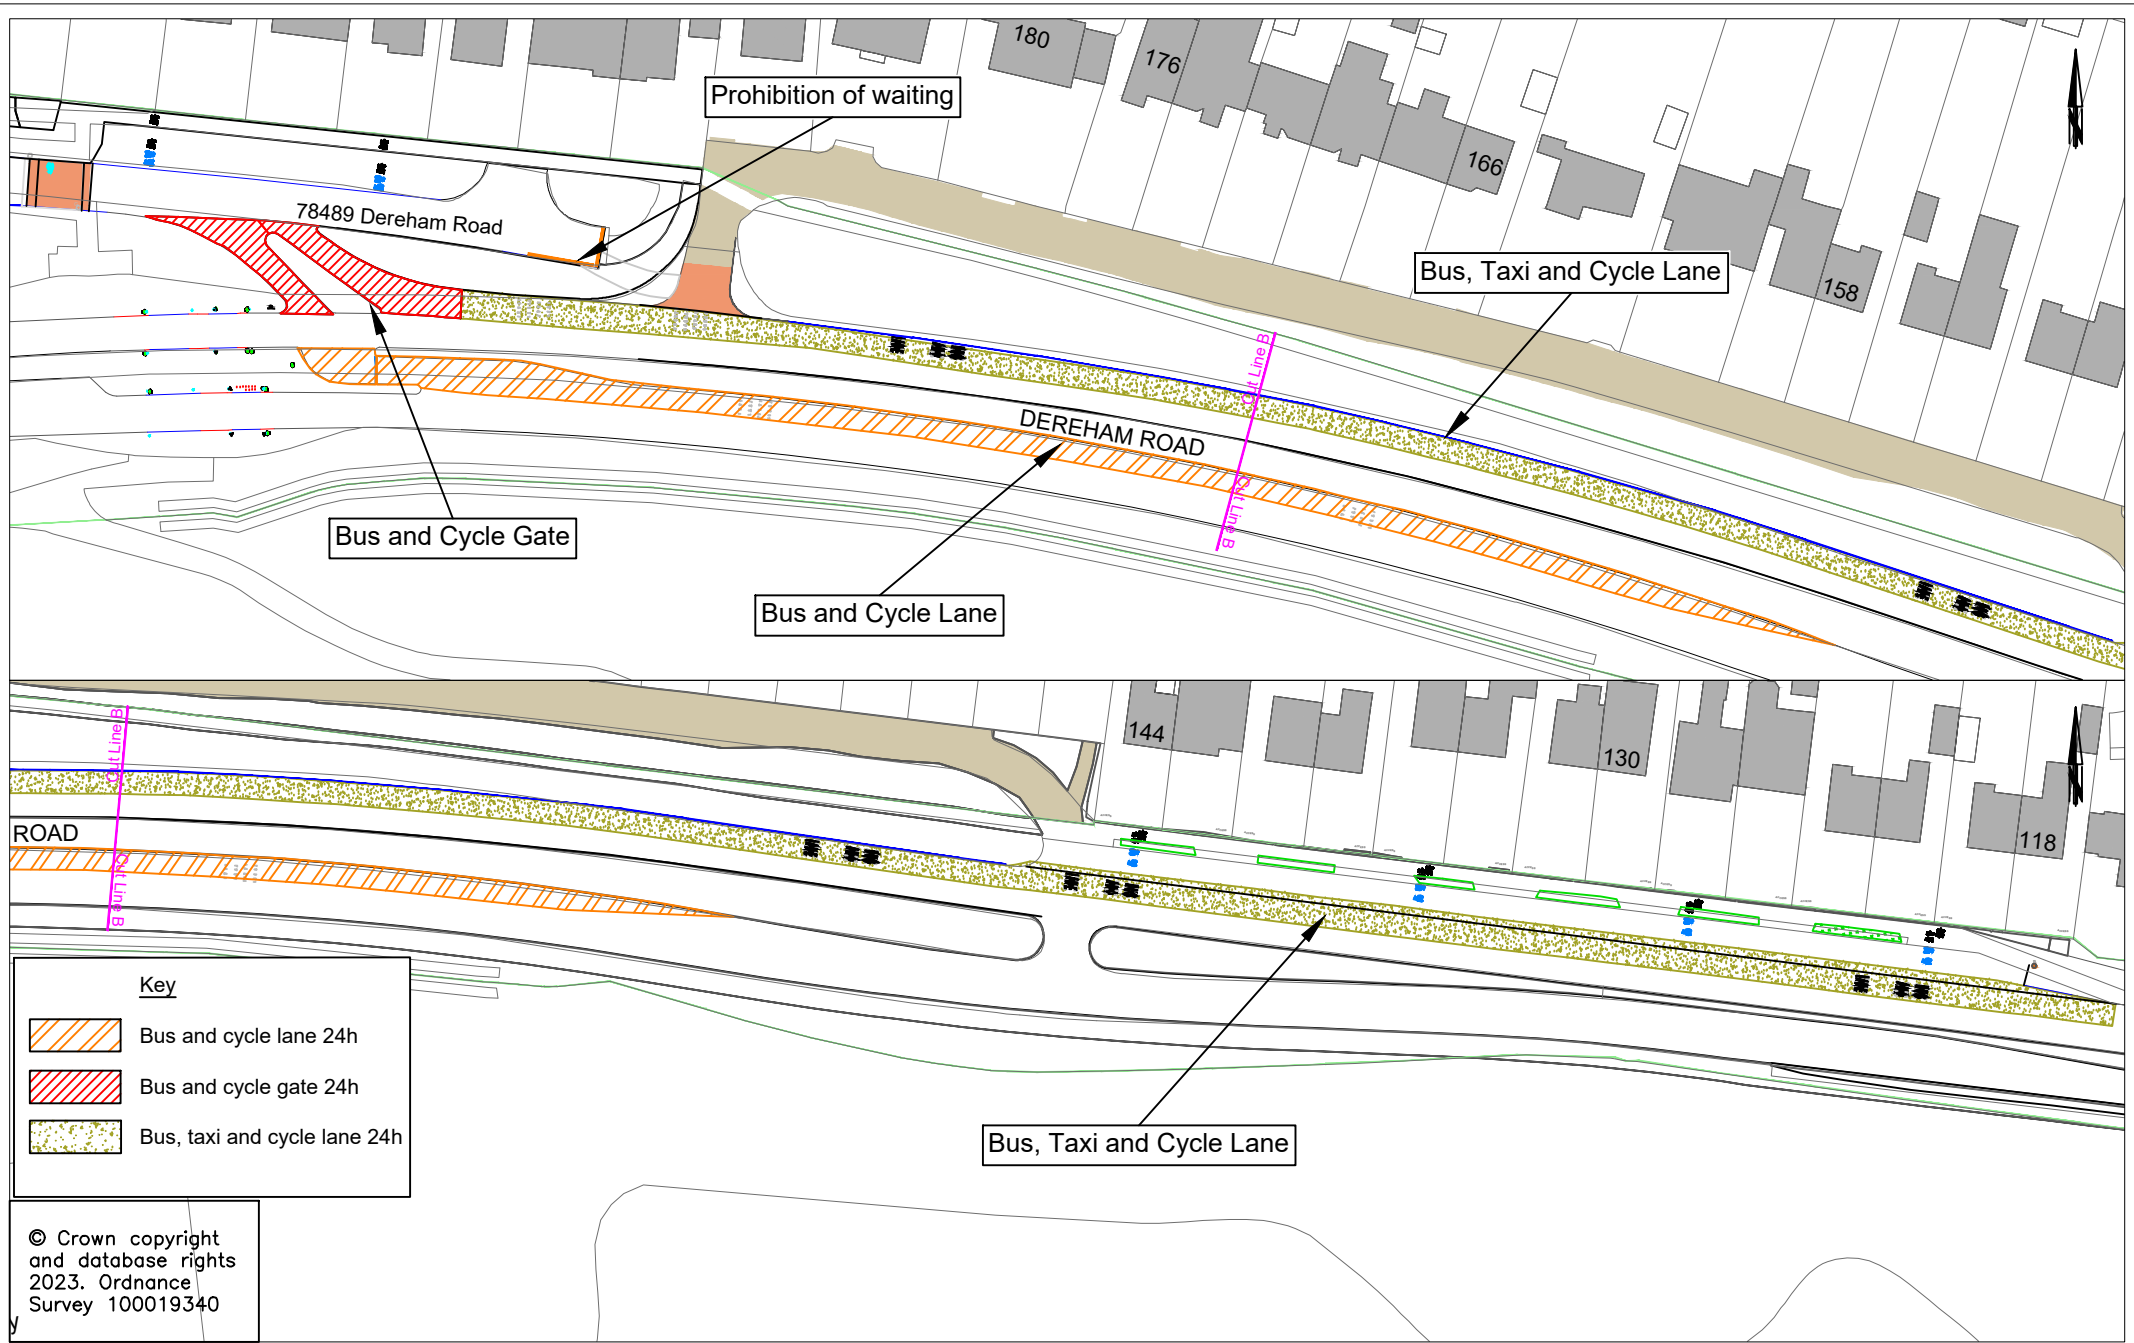 180
176
Prohibition of waiting
166
78489 Dereham Road
Bus, Taxi and Cycle Lane
158
Cut Line B
DEREHAM ROAD
Cut Line B
Bus and Cycle Gate
Bus and Cycle Lane
144
130
118
Cut Line B
ROAD
Cut Line B
Key
Bus and cycle lane 24h
Bus and cycle gate 24h
Bus, taxi and cycle lane 24h
Bus, Taxi and Cycle Lane
© Crown copyright
and database rights
2023. Ordnance
Survey 100019340
y